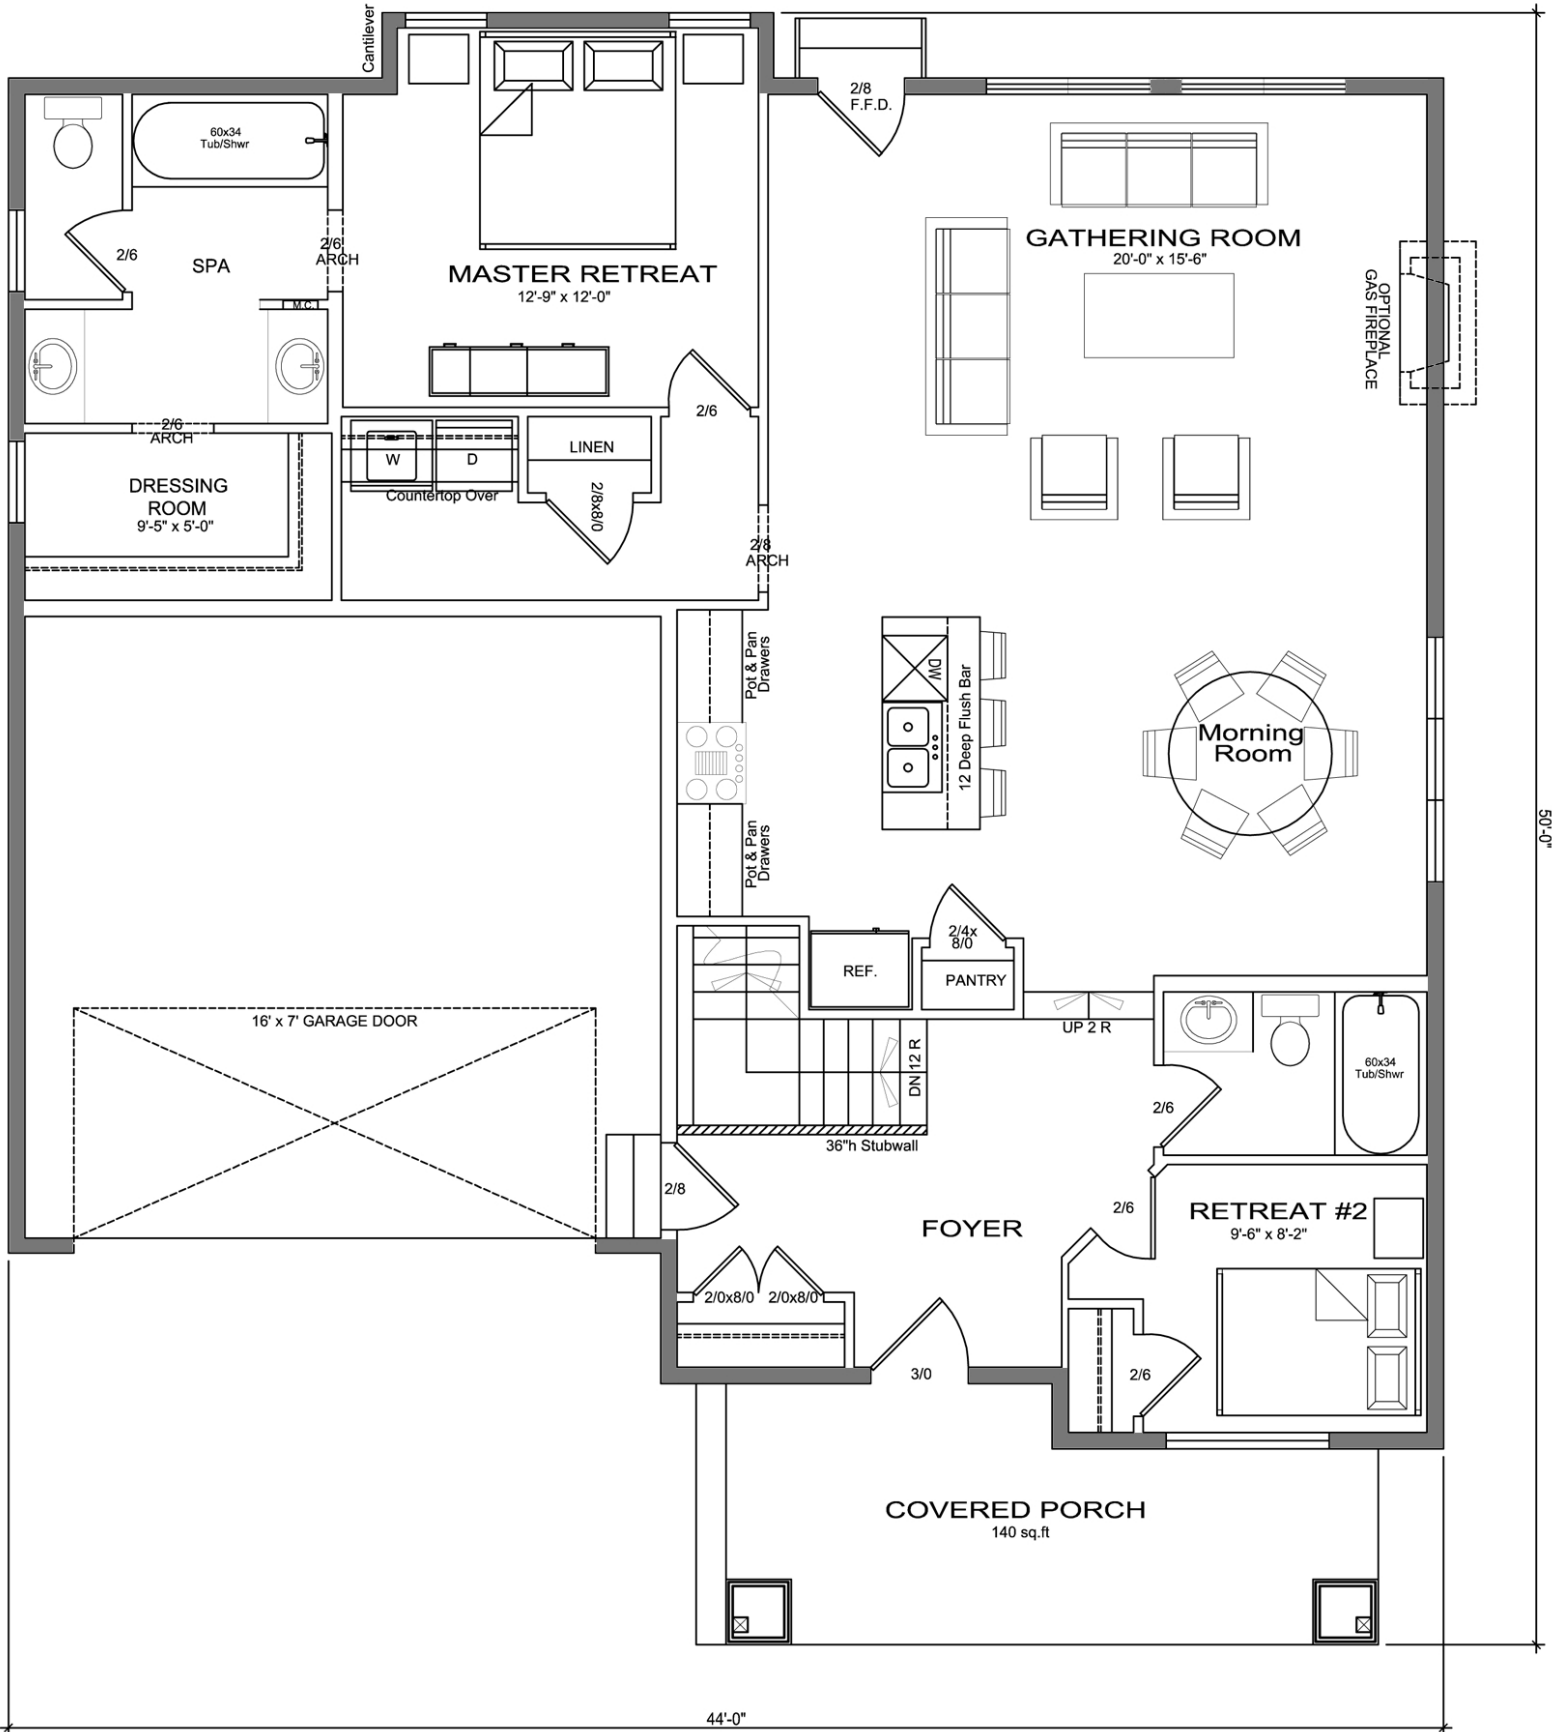 Cantilever
2/8
F.F.D.
60x34
Tub/Shwr
2/6
SPA
2/6
ARCH
M.C.
MASTER RETREAT
12'-9" x 12'-0"
GATHERING ROOM
20'-0" x 15'-6"
OPTIONAL
GAS FIREPLACE
2/6
2/6
ARCH
W
D
Countertop Over
LINEN
2/8x8/0
DRESSING
ROOM
9'-5" x 5'-0"
2/8
ARCH
Pot & Pan
Drawers
DW
12 Deep Flush Bar
Morning
Room
Pot & Pan
Drawers
50'-0"
2/4x
8/0
REF.
PANTRY
16' x 7' GARAGE DOOR
UP 2 R
DN 12 R
60x34
Tub/Shwr
2/6
36"h Stubwall
2/8
FOYER
2/6
RETREAT #2
9'-6" x 8'-2"
2/0x8/0
2/0x8/0
3/0
2/6
COVERED PORCH
140 sq.ft
44'-0"